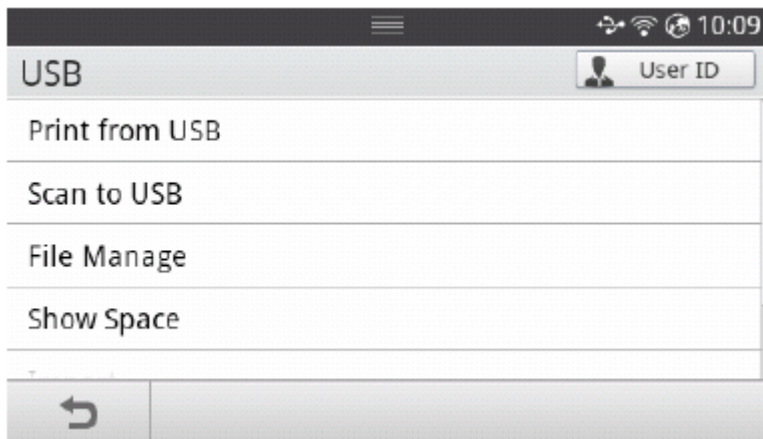 10:09
USB
User ID
Print from USB
Scan to USB
File Manage
Show Space